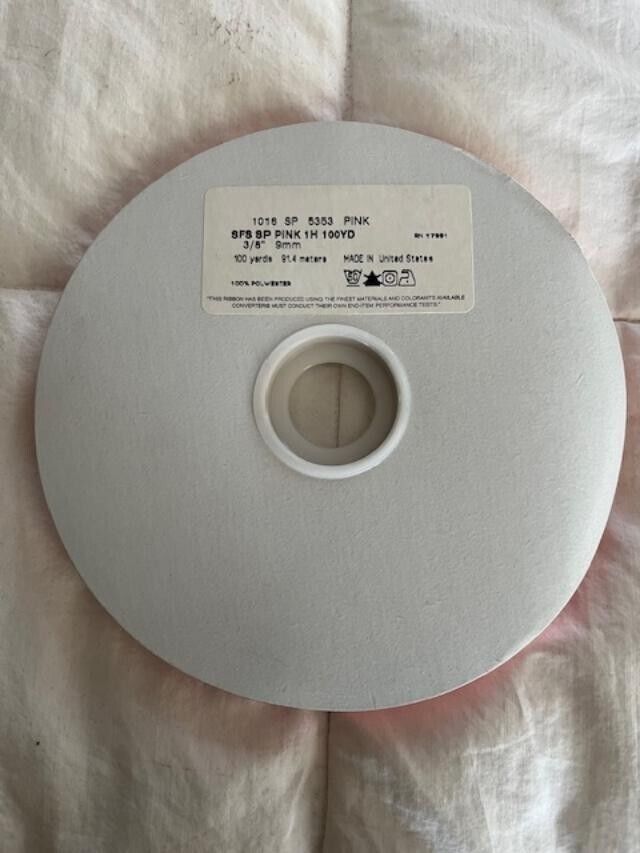 1016 SP 5353 PINK
SFS SP PINK 1H 100YD RN 17991
3/8" 9mm
100 yards 91.4 meters MADE IN United States
100% POLYESTER
"THIS RIBBON HAS BEEN PRODUCED USING THE FINEST MATERIALS AND COLORANTS AVAILABLE
CONVERTERS MUST CONDUCT THEIR OWN END-ITEM PERFORMANCE TESTS."